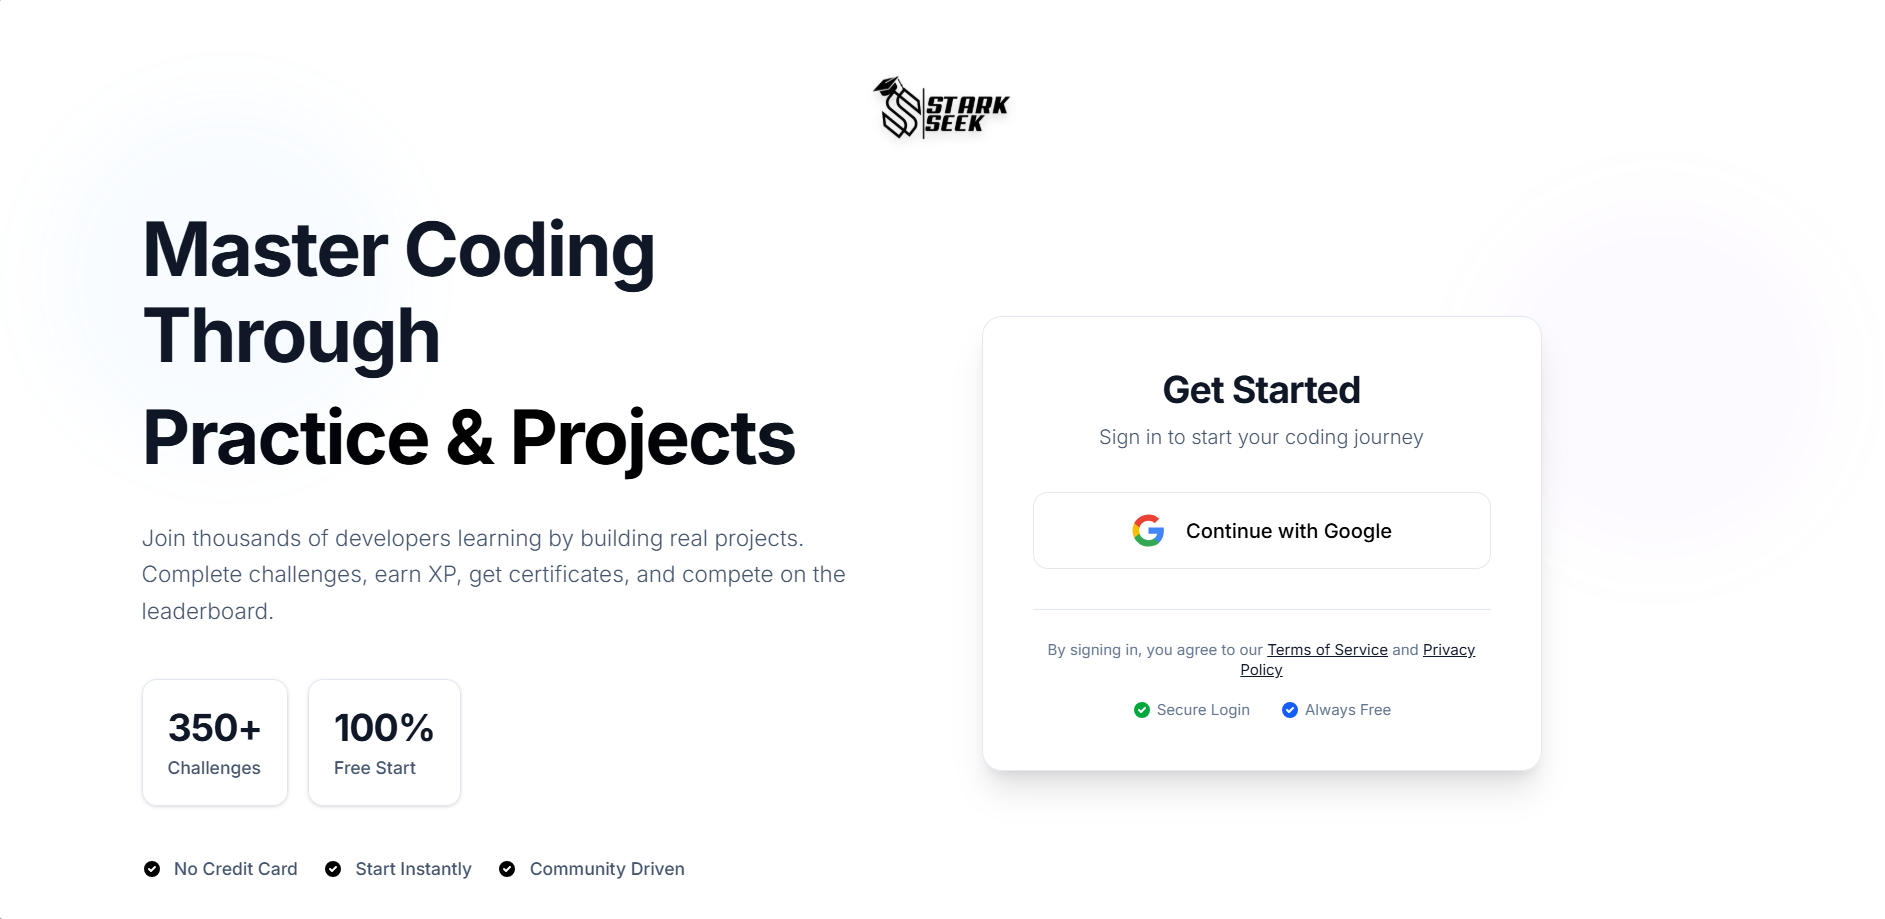 STARK
SEEK
Master Coding
Through
Practice & Projects
Join thousands of developers learning by building real projects.
Complete challenges, earn XP, get certificates, and compete on the
leaderboard.
350+
Challenges
100%
Free Start
No Credit Card
Start Instantly
Community Driven
Get Started
Sign in to start your coding journey
Continue with Google
By signing in, you agree to our Terms of Service and Privacy
Policy
Secure Login
Always Free